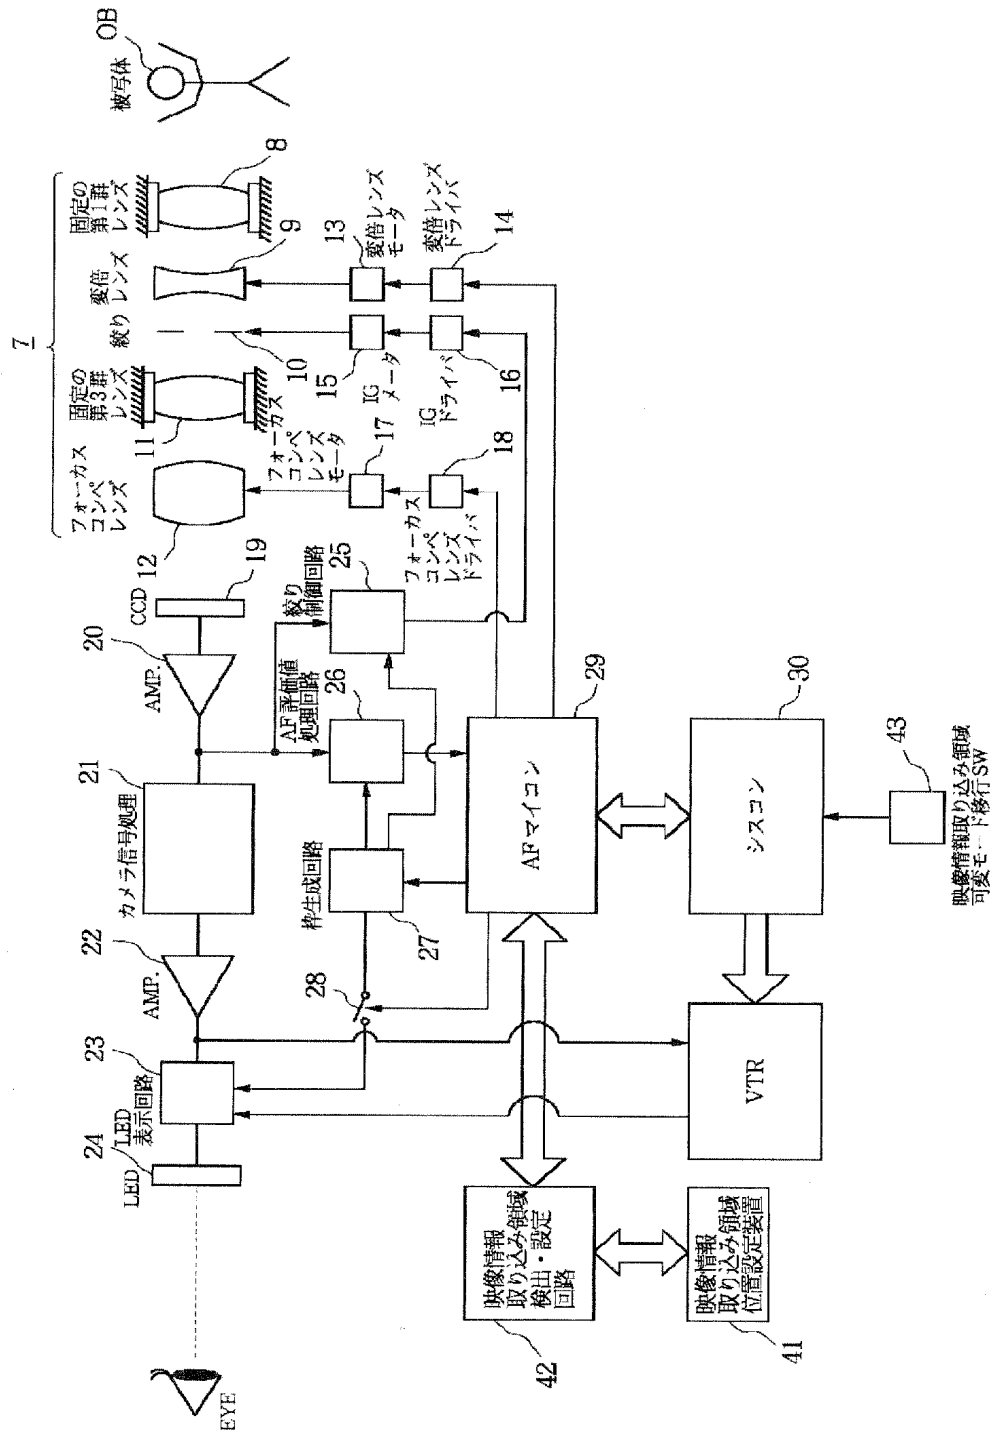 7
固定の
第1群
レンズ
変倍
レンズ
絞り
固定の
第3群
レンズ
フォーカス
コンペ
レンズ
被写体
OB
8
9
10
11
12
CCD
19
AMP.
20
カメラ信号処理
21
AMP.
22
LED
表示回路
23
LED
24
EYE
変倍レンズ
モータ
13
変倍レンズ
ドライバ
14
15
IG
メータ
16
IG
ドライバ
フォーカス
コンペ
レンズ
モータ
17
フォーカス
コンペ
レンズ
ドライバ
18
絞り
制御回路
25
AF評価値
処理回路
26
枠生成回路
27
28
AFマイコン
29
シスコン
30
VTR
43
映像情報取り込み領域
可変モード移行SW
映像情報
取り込み領域
検出・設定
回路
42
映像情報
取り込み領域
位置設定装置
41